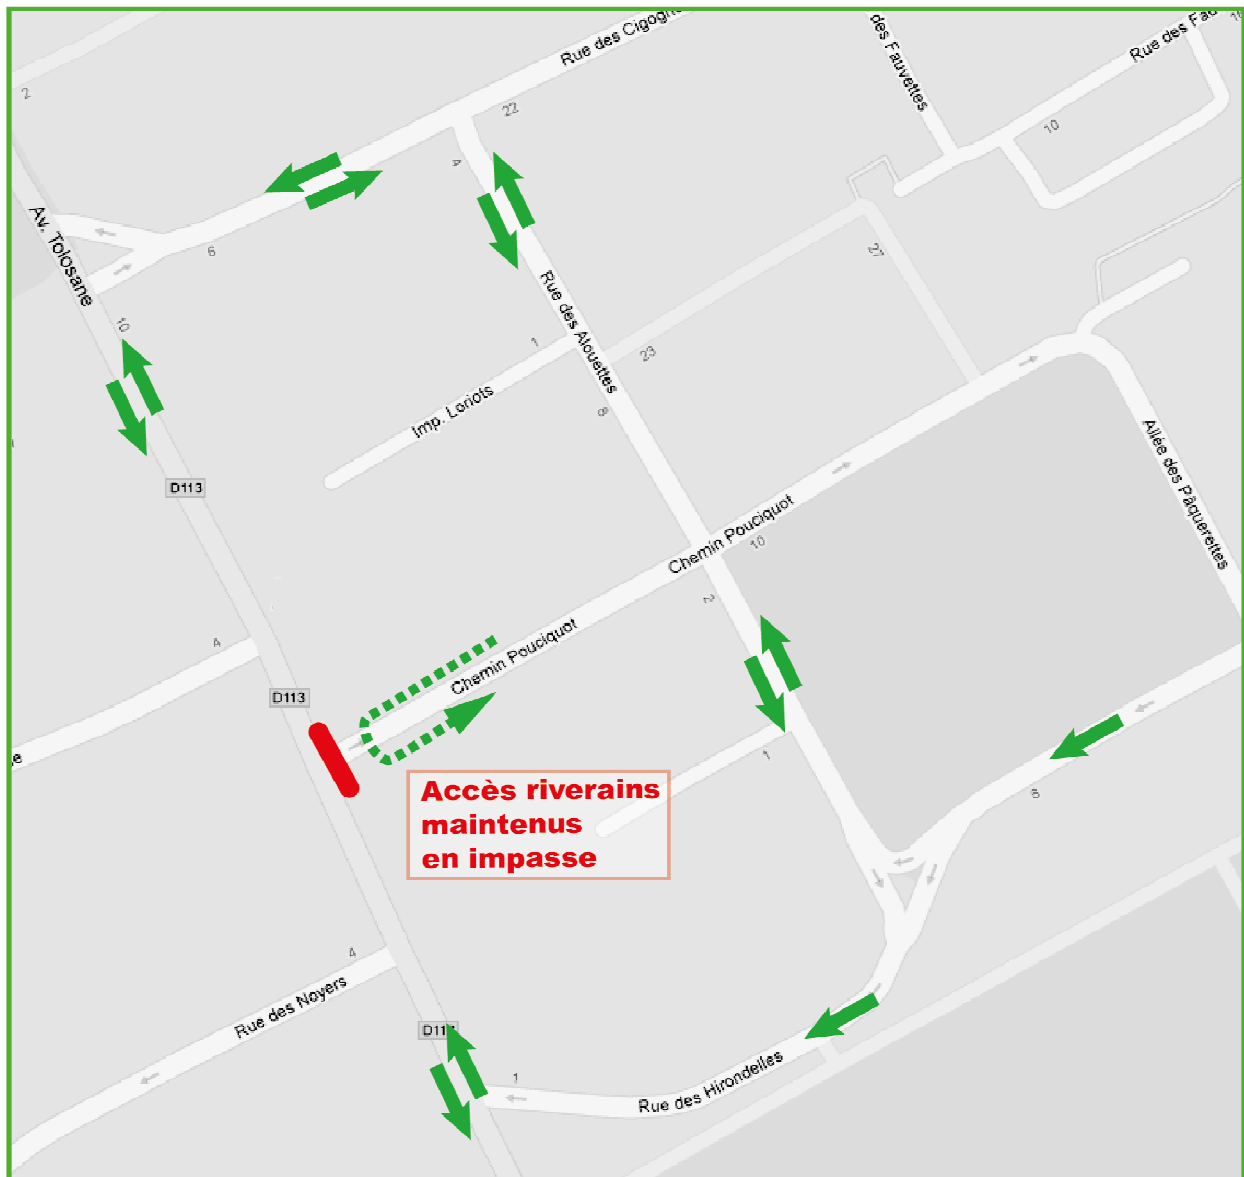 Rue des Cigogn
des Fauvettes
Rue des Fau
10
2
22
10
4
Av. Tolosane
6
27
10
Rue des Alouettes
1
23
Imp. Loriots
8
D113
Allée des Pâquerettes
Chemin Pouciquot
10
2
4
Chemin Pouciquot
D113
e
1
Accès riverains
maintenus
en impasse
4
Rue des Noyers
D11
1
Rue des Hirondelles